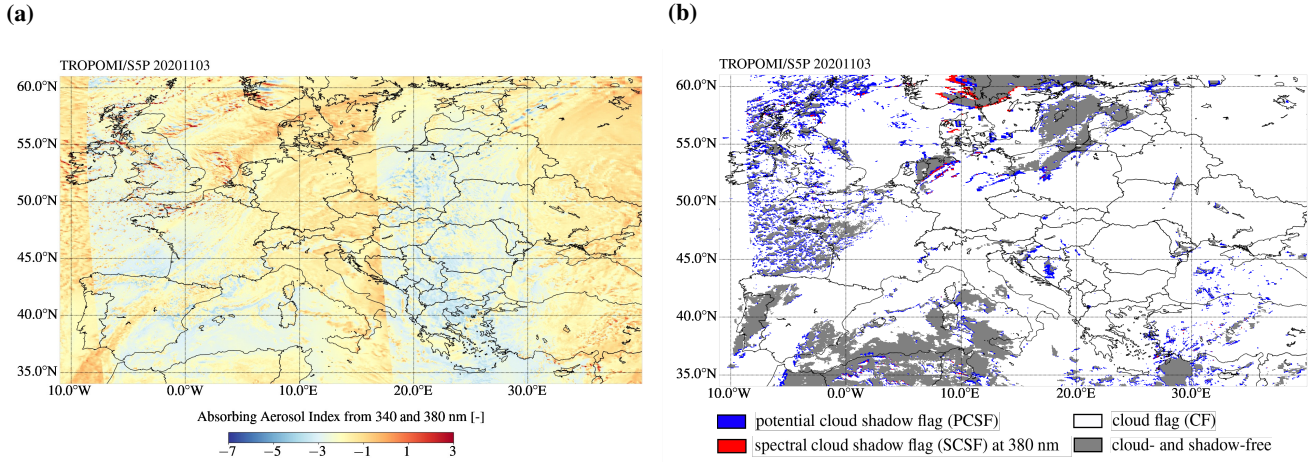 (a)
(b)
TROPOMI/S5P 20201103
60.0°N
55.0°N
50.0°N
45.0°N
40.0°N
35.0°N
10.0°W 0.0°W 10.0°W 20.0°W 30.0°W
Absorbing Aerosol Index from 340 and 380 nm [-]
−7 −5 −3 −1 1 3
TROPOMI/S5P 20201103
60.0°N
55.0°N
50.0°N
45.0°N
40.0°N
35.0°N
10.0°W 0.0°W 10.0°W 20.0°W 30.0°W
potential cloud shadow flag (PCSF)
cloud flag (CF)
spectral cloud shadow flag (SCSF) at 380 nm
cloud- and shadow-free